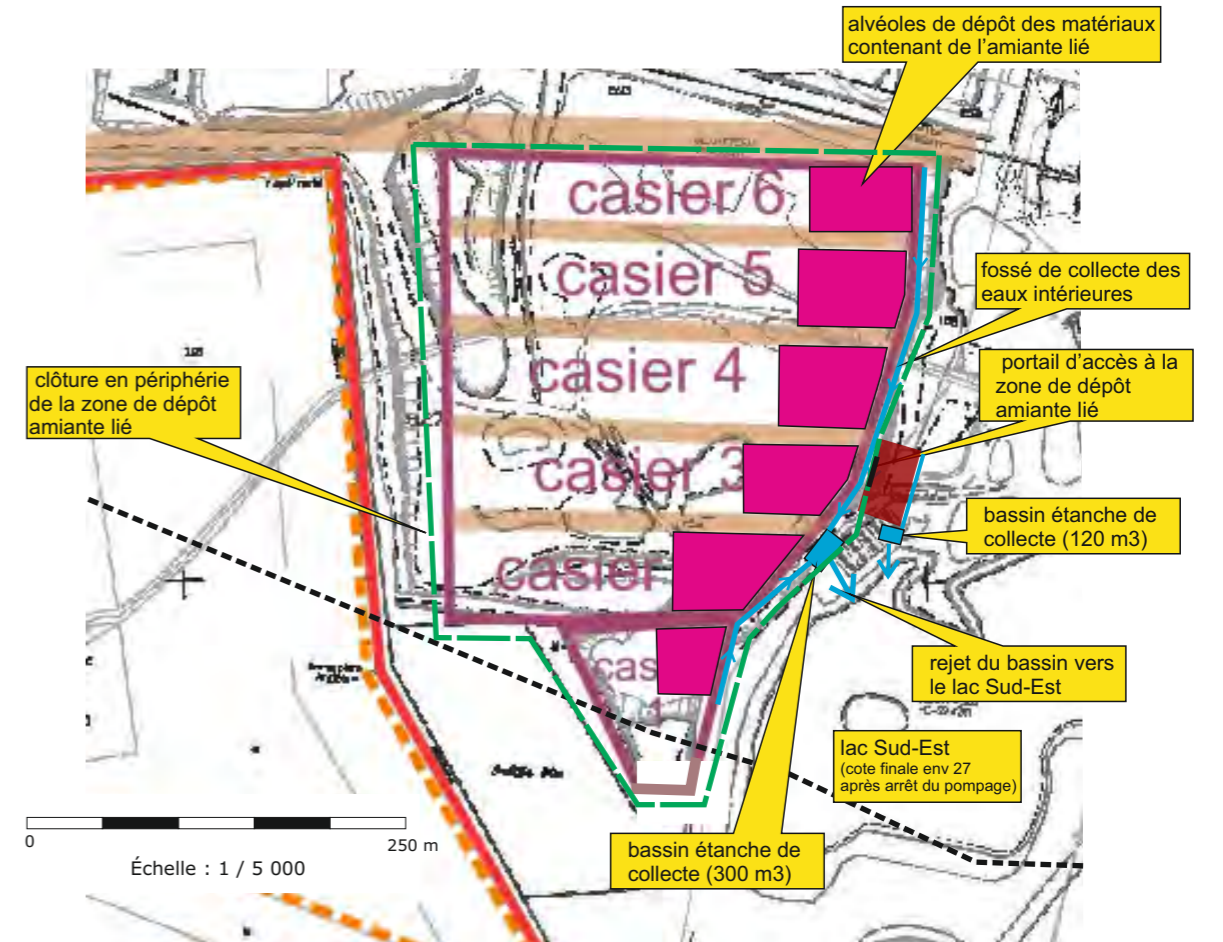 alvéoles de dépôt des matériaux
contenant de l'amiante lié
casier 6
casier 5
fossé de collecte des
eaux intérieures
casier 4
portail d'accès à la
zone de dépôt
amiante lié
clôture en périphérie
de la zone de dépôt
amiante lié
casier 3
bassin étanche de
collecte (120 m3)
casier
rejet du bassin vers
le lac Sud-Est
cas
lac Sud-Est
(cote finale env 27
après arrêt du pompage)
0
250 m
Échelle : 1 / 5 000
bassin étanche de
collecte (300 m3)